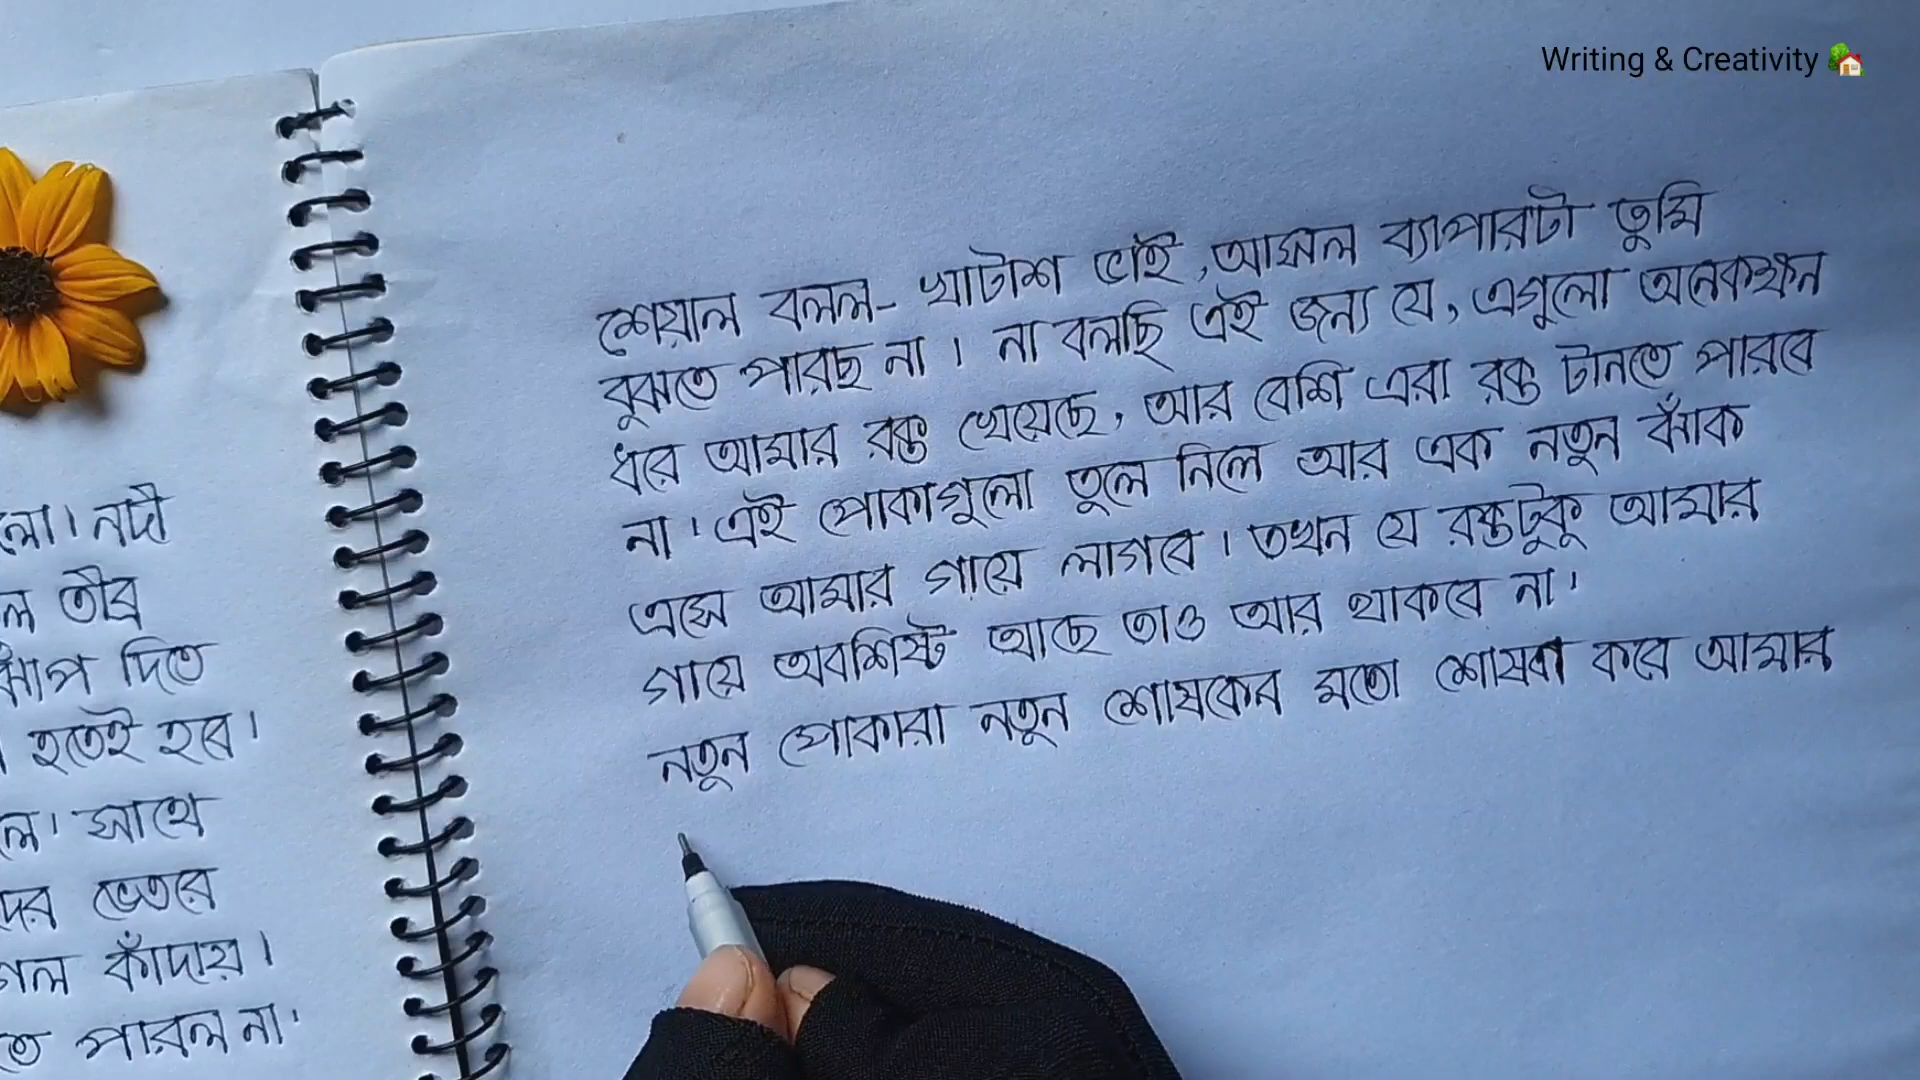 Writing & Creativity
লো। নদী
ল তীব্র
ঝাঁপ দিতে
হতেই হবে।
লে। সাথে
দের ভেতরে
গল কাঁদায়।
তে পারল না।
শেয়াল বলল- খাটাশ ভাই, আসল ব্যাপারটা তুমি
বুঝতে পারছ না। না বলছি এই জন্য যে, এগুলো অনেকক্ষন
ধরে আমার রক্ত খেয়েছে, আর বেশি এরা রক্ত টানতে পারবে
না। এই পোকাগুলো তুলে নিলে আর এক নতুন ঝাঁক
এসে আমার গায়ে লাগবে। তখন যে রক্তটুকু আমার
গায়ে অবশিষ্ট আছে তাও আর থাকবে না।
নতুন পোকারা নতুন শোষকের মতো শোষণ করে আমার